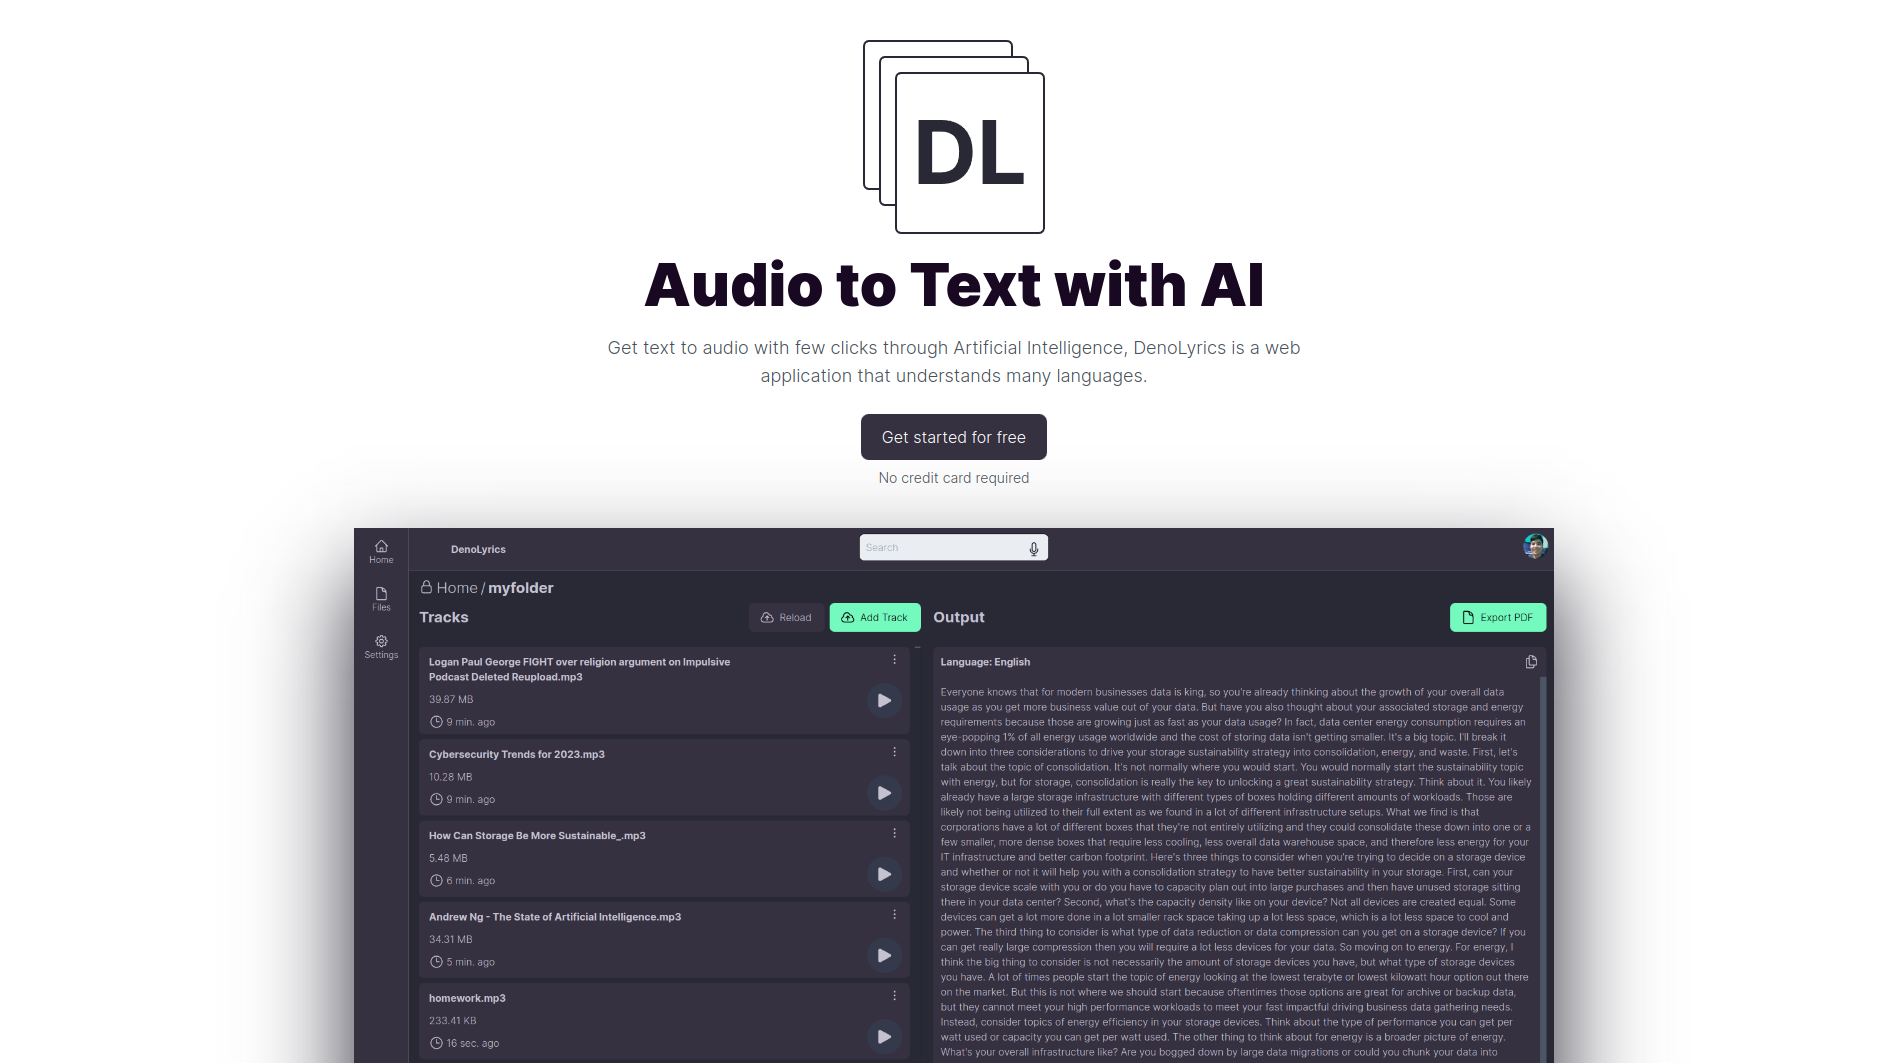 DL
Audio to Text with AI
Get text to audio with few clicks through Artificial Intelligence, DenoLyrics is a web
application that understands many languages.
Get started for free
No credit card required
Home
Files
Settings
DenoLyrics
Search
Home / myfolder
Tracks
Reload
Add Track
Logan Paul George FIGHT over religion argument on Impulsive
Podcast Deleted Reupload.mp3
39.87 MB
9 min. ago
Cybersecurity Trends for 2023.mp3
10.28 MB
9 min. ago
How Can Storage Be More Sustainable_.mp3
5.48 MB
6 min. ago
Andrew Ng - The State of Artificial Intelligence.mp3
34.31 MB
5 min. ago
homework.mp3
233.41 KB
16 sec. ago
Output
Export PDF
Language: English
Everyone knows that for modern businesses data is king, so you're already thinking about the growth of your overall data
usage as you get more business value out of your data. But have you also thought about your associated storage and energy
requirements because those are growing just as fast as your data usage? In fact, data center energy consumption requires an
eye-popping 1% of all energy usage worldwide and the cost of storing data isn't getting smaller. It's a big topic. I'll break it
down into three considerations to drive your storage sustainability strategy into consolidation, energy, and waste. First, let's
talk about the topic of consolidation. It's not normally where you would start. You would normally start the sustainability topic
with energy, but for storage, consolidation is really the key to unlocking a great sustainability strategy. Think about it. You likely
already have a large storage infrastructure with different types of boxes holding different amounts of workloads. Those are
likely not being utilized to their full extent as we found in a lot of different infrastructure setups. What we find is that
corporations have a lot of different boxes that they're not entirely utilizing and they could consolidate these down into one or a
few smaller, more dense boxes that require less cooling, less overall data warehouse space, and therefore less energy for your
IT infrastructure and better carbon footprint. Here's three things to consider when you're trying to decide on a storage device
and whether or not it will help you with a consolidation strategy to have better sustainability in your storage. First, can your
storage device scale with you or do you have to capacity plan out into large purchases and then have unused storage sitting
there in your data center? Second, what's the capacity density like on your device? Not all devices are created equal. Some
devices can get a lot more done in a lot smaller rack space taking up a lot less space, which is a lot less space to cool and
power. The third thing to consider is what type of data reduction or data compression can you get on a storage device? If you
can get really large compression then you will require a lot less devices for your data. So moving on to energy. For energy, I
think the big thing to consider is not necessarily the amount of storage devices you have, but what type of storage devices
you have. A lot of times people start the topic of energy looking at the lowest terabyte or lowest kilowatt hour option out there
on the market. But this is not where we should start because oftentimes those options are great for archive or backup data,
but they cannot meet your high performance workloads to meet your fast impactful driving business data gathering needs.
Instead, consider topics of energy efficiency in your storage devices. Think about the type of performance you can get per
watt used or capacity you can get per watt used. The other thing to think about for energy is a broader picture of energy.
What's your overall infrastructure like? Are you bogged down by large data migrations or could you chunk your data into